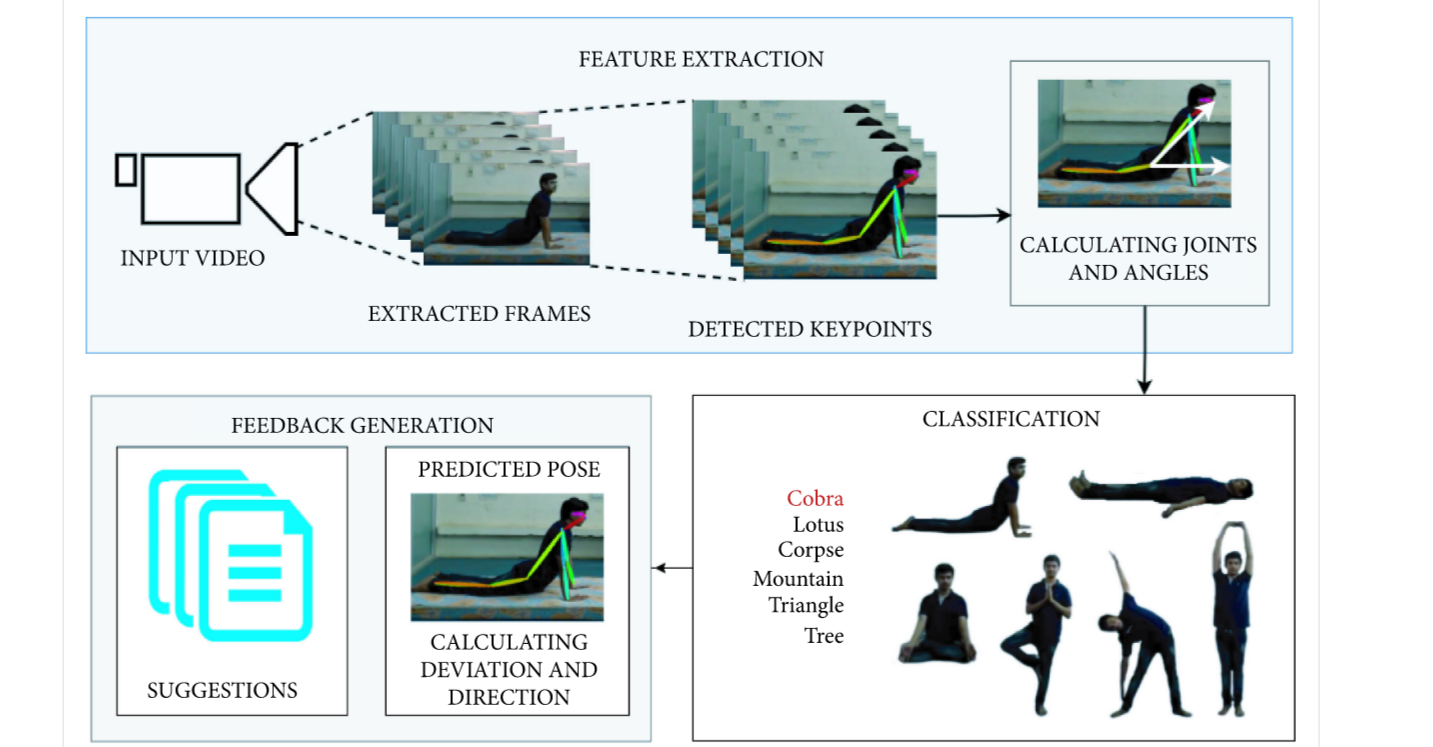 FEATURE EXTRACTION
INPUT VIDEO
EXTRACTED FRAMES
DETECTED KEYPOINTS
CALCULATING JOINTS
AND ANGLES
CLASSIFICATION
Cobra
Lotus
Corpse
Mountain
Triangle
Tree
FEEDBACK GENERATION
PREDICTED POSE
CALCULATING
DEVIATION AND
DIRECTION
SUGGESTIONS